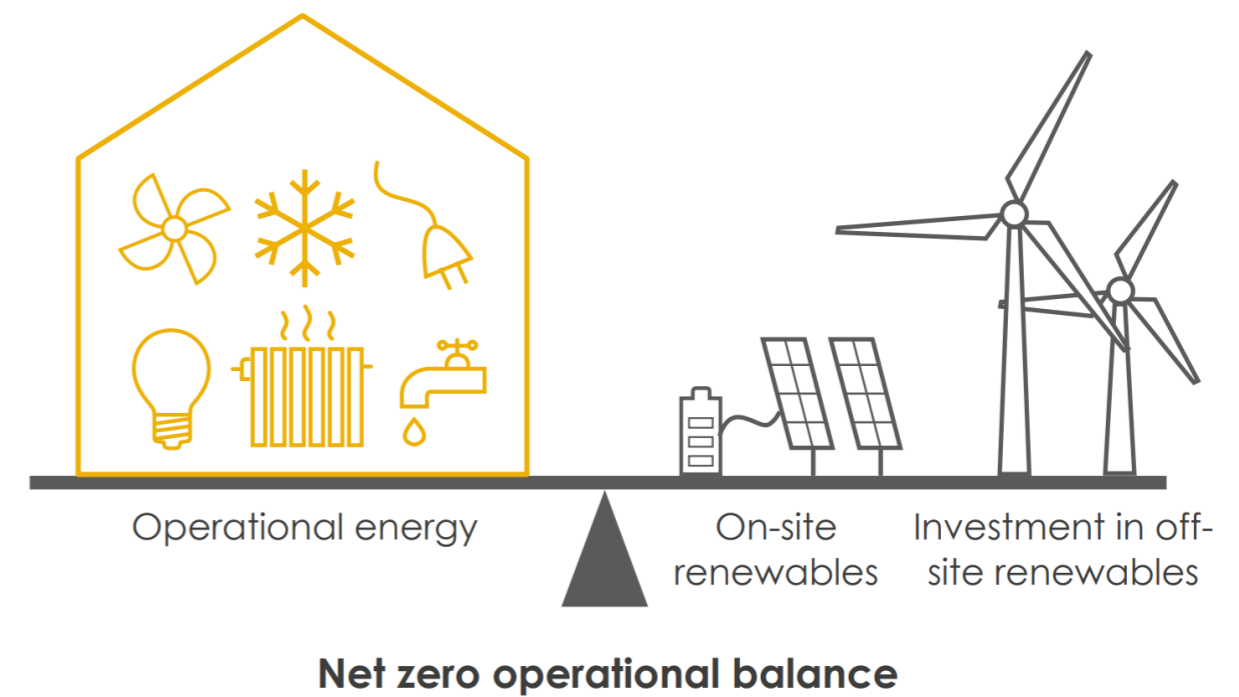 Operational energy
On-site
renewables
Investment in off-
site renewables
Net zero operational balance